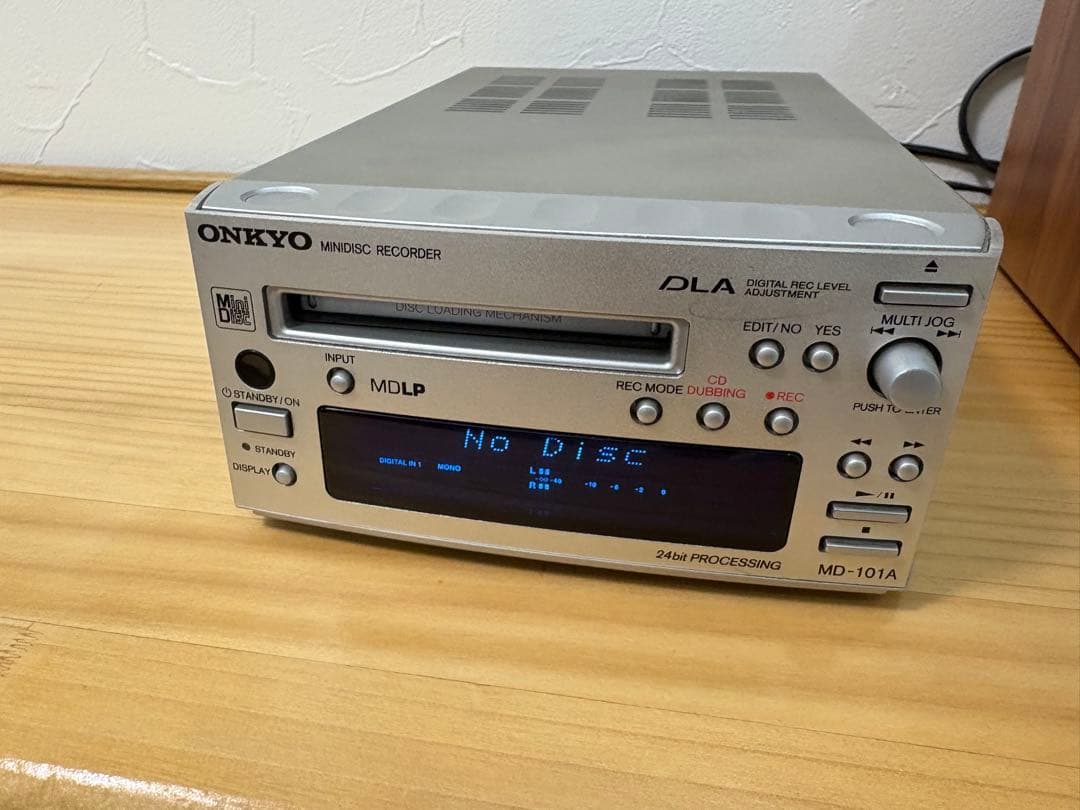 ONKYO MINIDISC RECORDER
DLA DIGITAL REC LEVEL
ADJUSTMENT
Mini
Disc
DISC LOADING MECHANISM
EDIT/NO YES
MULTI JOG
PUSH TO ENTER
INPUT
MDLP
REC MODE
CD
DUBBING
REC
STANDBY/ON
STANDBY
DISPLAY
No Disc
DIGITAL IN 1 MONO
L
-∞ -40 -10 -6 -2 0
R
24bit PROCESSING
MD-101A